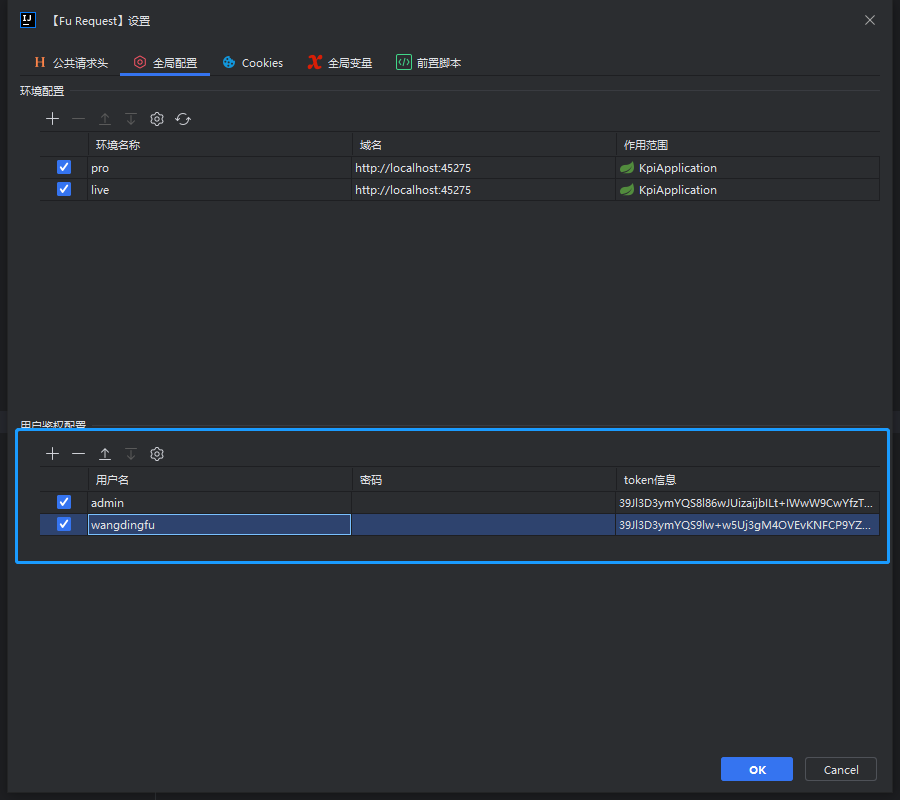 【Fu Request】设置
公共请求头 全局配置 Cookies 全局变量 前置脚本
环境配置
环境名称 域名 作用范围
pro http://localhost:45275 KpiApplication
live http://localhost:45275 KpiApplication
用户鉴权配置
用户名 密码 token信息
admin 39Jl3D3ymYQS8l86wJUizaijbILt+IWwW9CwYfzT...
wangdingfu 39Jl3D3ymYQS9lw+w5Uj3gM4OVEvKNFCP9YZ...
OK Cancel